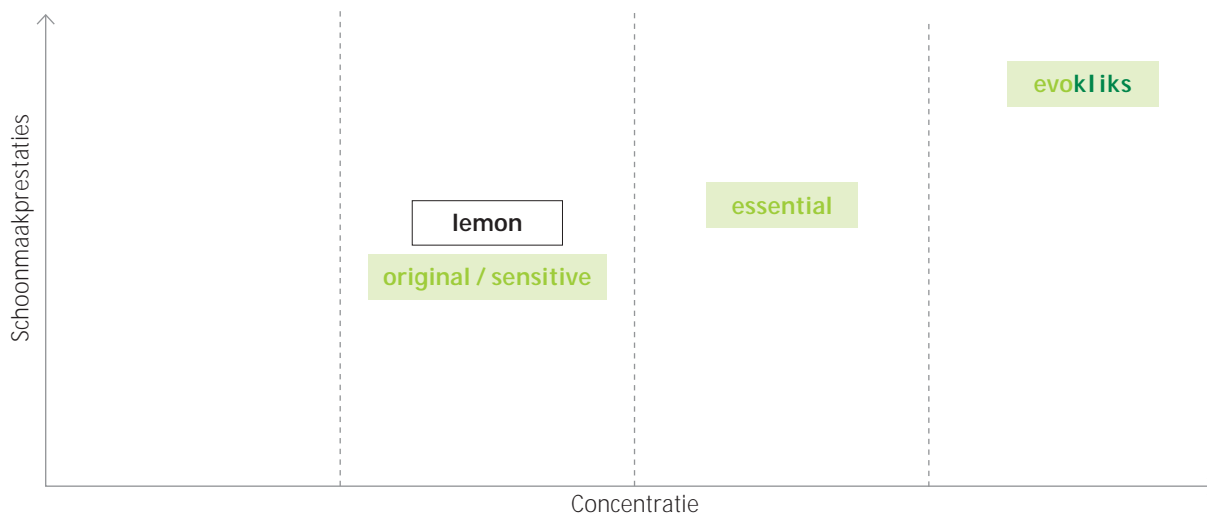 Schoonmaakprestaties
evokliks
essential
lemon
original / sensitive
Concentratie